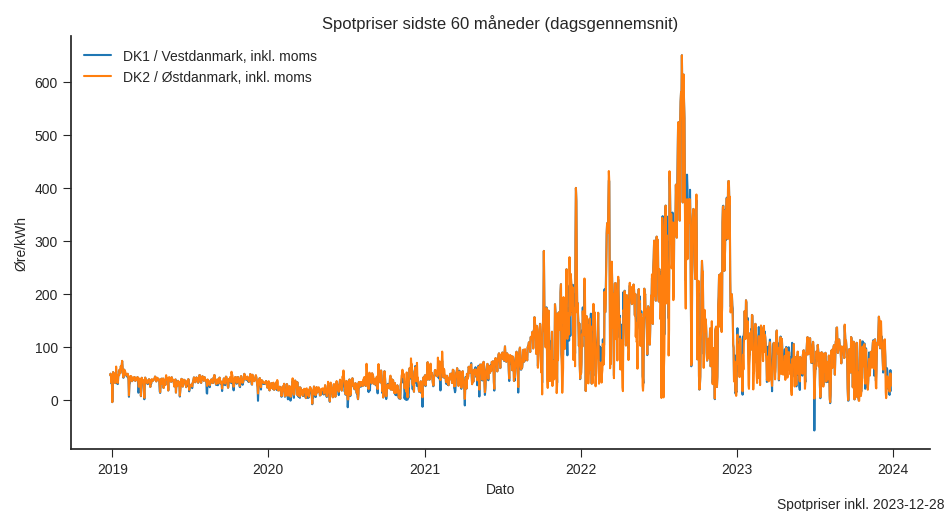 Spotpriser sidste 60 måneder (dagsgennemsnit)
DK1 / Vestdanmark, inkl. moms
DK2 / Østdanmark, inkl. moms
600
500
400
300
200
100
0
Øre/kWh
2019
2020
2021
2022
2023
2024
Dato
Spotpriser inkl. 2023-12-28